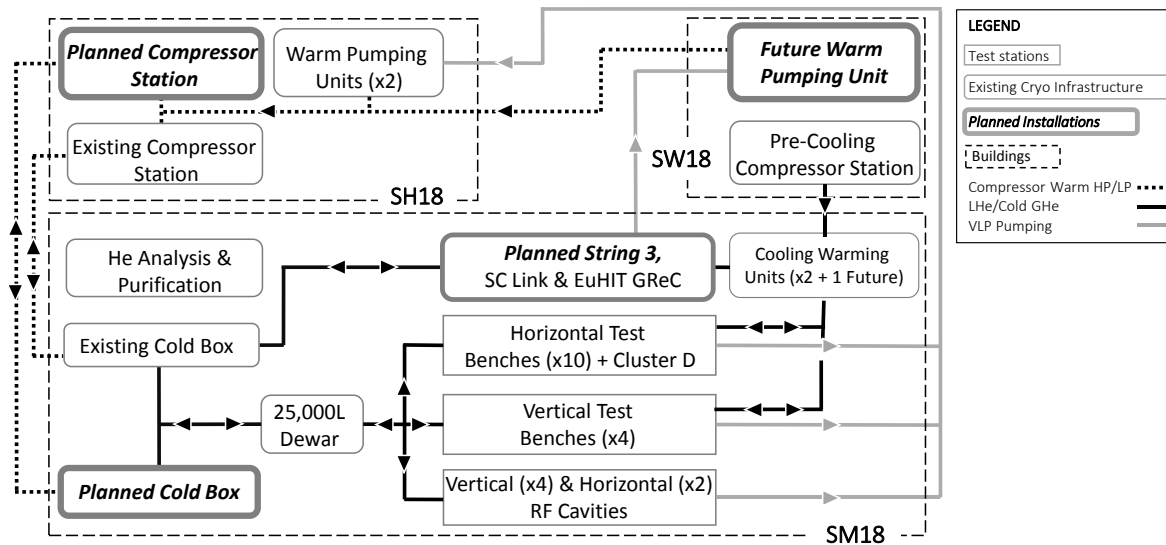 Planned Compressor
Station
Warm Pumping
Units (x2)
Existing Compressor
Station
SH18
Future Warm
Pumping Unit
Pre-Cooling
Compressor Station
SW18
He Analysis &
Purification
Planned String 3,
SC Link & EuHIT GReC
Cooling Warming
Units (x2 + 1 Future)
Existing Cold Box
Horizontal Test
Benches (x10) + Cluster D
25,000L
Dewar
Vertical Test
Benches (x4)
Planned Cold Box
Vertical (x4) & Horizontal (x2)
RF Cavities
SM18
LEGEND
Test stations
Existing Cryo Infrastructure
Planned Installations
Buildings
Compressor Warm HP/LP
LHe/Cold GHe
VLP Pumping